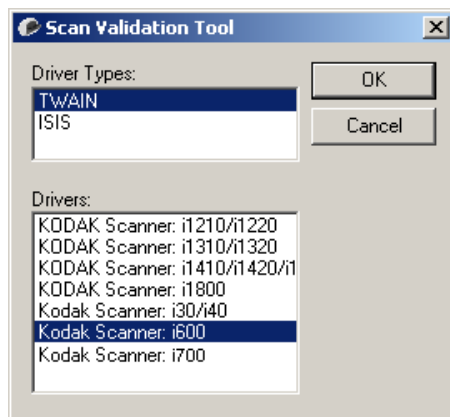 Scan Validation Tool
Driver Types:
TWAIN
ISIS
OK
Cancel
Drivers:
KODAK Scanner: i1210/i1220
KODAK Scanner: i1310/i1320
KODAK Scanner: i1410/i1420/i1
KODAK Scanner: i1800
Kodak Scanner: i30/i40
Kodak Scanner: i600
Kodak Scanner: i700